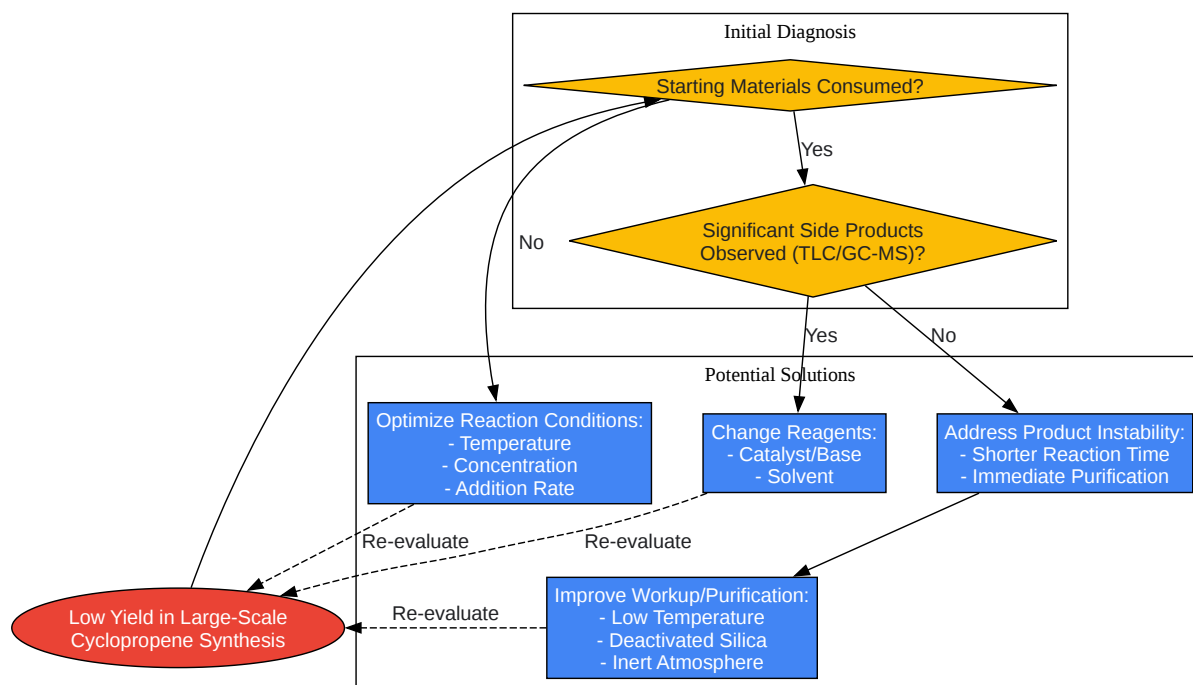 Initial Diagnosis
Starting Materials Consumed?
Yes
Significant Side Products
Observed (TLC/GC-MS)?
No
Yes
No
Potential Solutions
Optimize Reaction Conditions:
- Temperature
- Concentration
- Addition Rate
Change Reagents:
- Catalyst/Base
- Solvent
Address Product Instability:
- Shorter Reaction Time
- Immediate Purification
Re-evaluate
Re-evaluate
Improve Workup/Purification:
- Low Temperature
- Deactivated Silica
- Inert Atmosphere
Re-evaluate
Low Yield in Large-Scale
Cyclopropene Synthesis